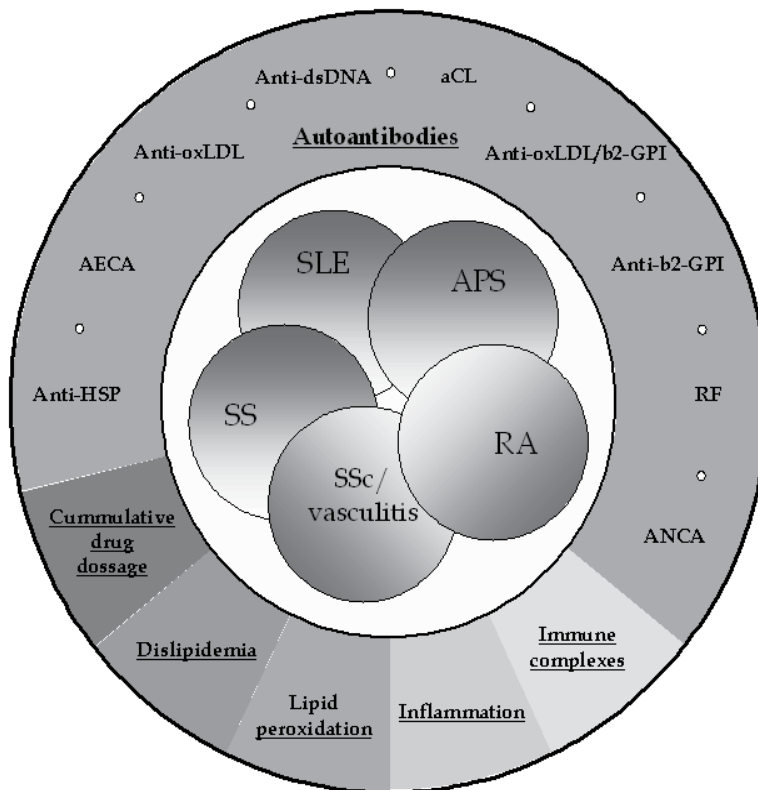 Anti-dsDNA
aCL
Anti-oxLDL
Autoantibodies
Anti-oxLDL/b2-GPI
AECA
SLE
APS
Anti-b2-GPI
Anti-HSP
SS
RA
RF
SSc/
vasculitis
Cummulative
drug
dossage
ANCA
Dislipidemia
Lipid
peroxidation
Inflammation
Immune
complexes